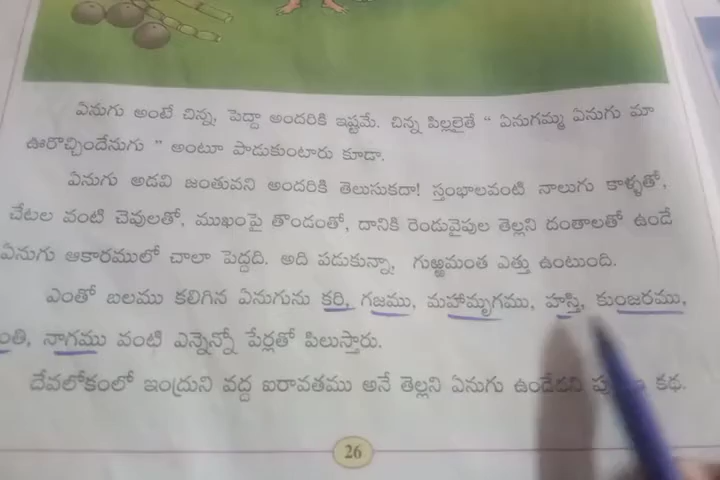 ఏనుగు అంటే చిన్న, పెద్దా అందరికి ఇష్టమే. చిన్న పిల్లలైతే " ఏనుగమ్మ ఏనుగు మా
ఊరొచ్చిందేనుగు " అంటూ పాడుకుంటారు కూడా.
ఏనుగు అడవి జంతువని అందరికి తెలుసుకదా! స్తంభాలవంటి నాలుగు కాళ్ళతో,
చేటల వంటి చెవులతో, ముఖంపై తొండంతో, దానికి రెండువైపుల తెల్లని దంతాలతో ఉండే
ఏనుగు ఆకారములో చాలా పెద్దది. అది పడుకున్నా, గుఱ్ఱమంత ఎత్తు ఉంటుంది.
ఎంతో బలము కలిగిన ఏనుగును కరి, గజము, మహామృగము, హస్తి, కుంజరము,
నాగము వంటి ఎన్నెన్నో పేర్లతో పిలుస్తారు.
దేవలోకంలో ఇంద్రుని వద్ద ఐరావతము అనే తెల్లని ఏనుగు ఉండేదని కథ.
26